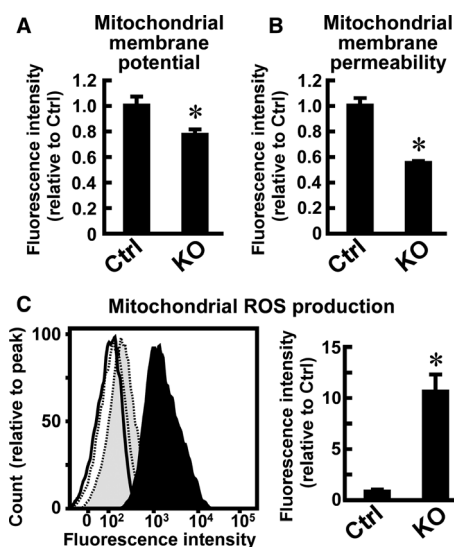 A
Mitochondrial
membrane
potential
Fluorescence intensity
(relative to Ctrl)
1.2
1.0
0.8
0.6
0.4
0.2
0
*
Ctrl
KO
B
Mitochondrial
membrane
permeability
Fluorescence intensity
(relative to Ctrl)
1.2
1.0
0.8
0.6
0.4
0.2
0
*
Ctrl
KO
C
Mitochondrial ROS production
Count (relative to peak)
100
50
0
0 10² 10³ 10⁴ 10⁵
Fluorescence intensity
Fluorescence intensity
(relative to Ctrl)
15
10
5
0
*
Ctrl
KO